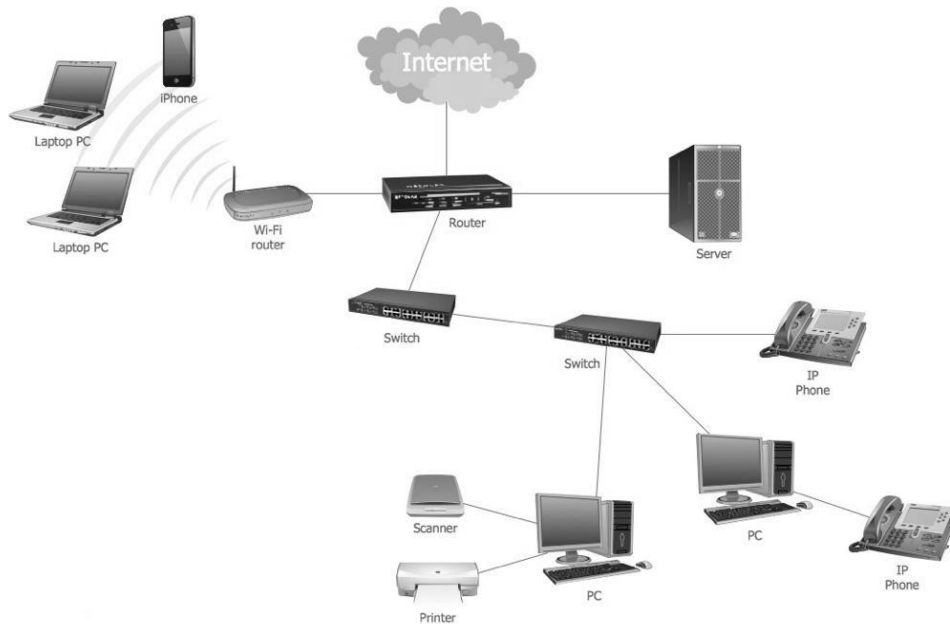 Internet
iPhone
Laptop PC
Laptop PC
Wi-Fi
router
Router
Server
Switch
Switch
IP
Phone
Scanner
PC
IP
Phone
Printer
PC